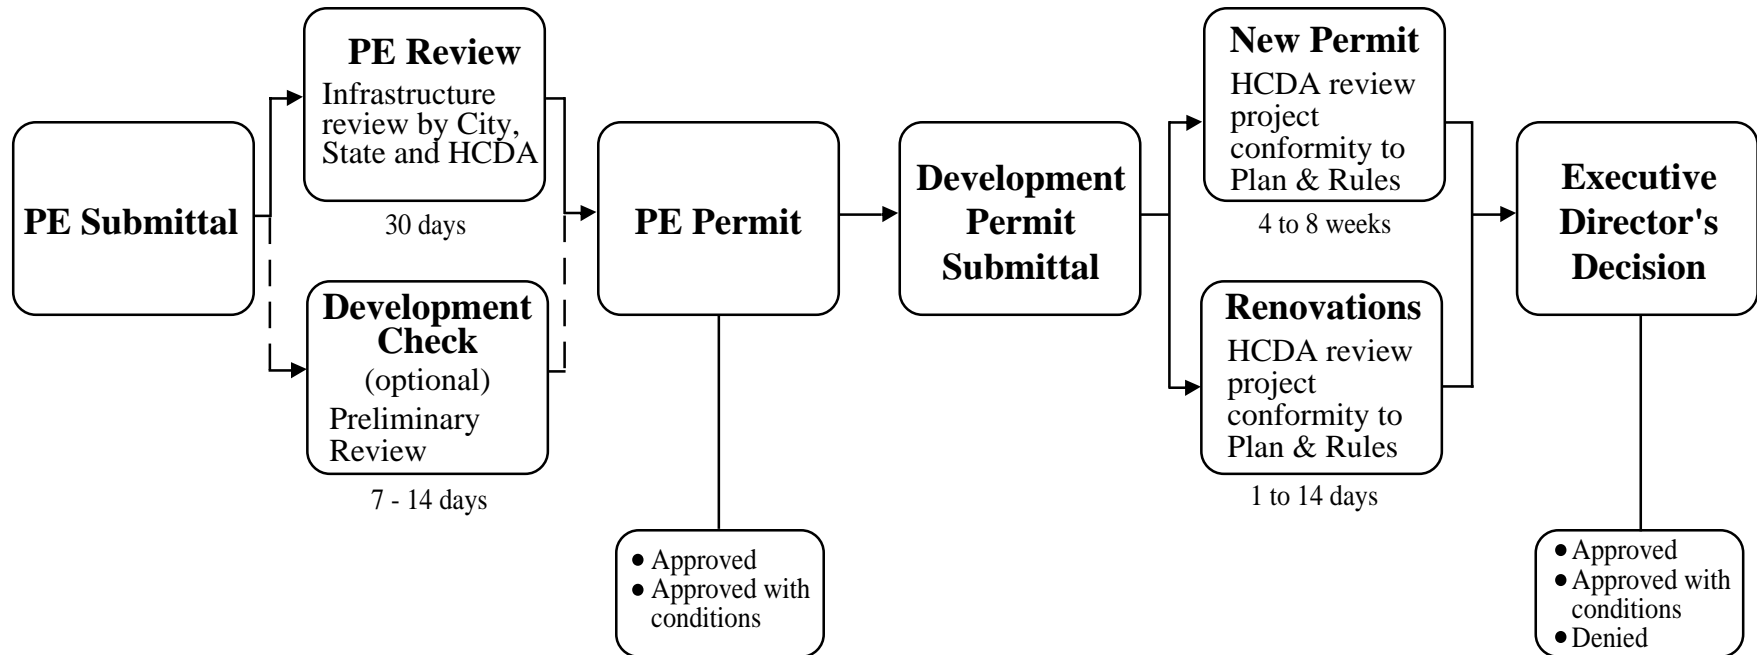 PE Submittal
PE Review
Infrastructure
review by City,
State and HCDA
30 days
Development
Check
(optional)
Preliminary
Review
7 - 14 days
PE Permit
• Approved
• Approved with
conditions
Development
Permit
Submittal
New Permit
HCDA review
project
conformity to
Plan & Rules
4 to 8 weeks
Renovations
HCDA review
project
conformity to
Plan & Rules
1 to 14 days
Executive
Director's
Decision
• Approved
• Approved with
conditions
• Denied